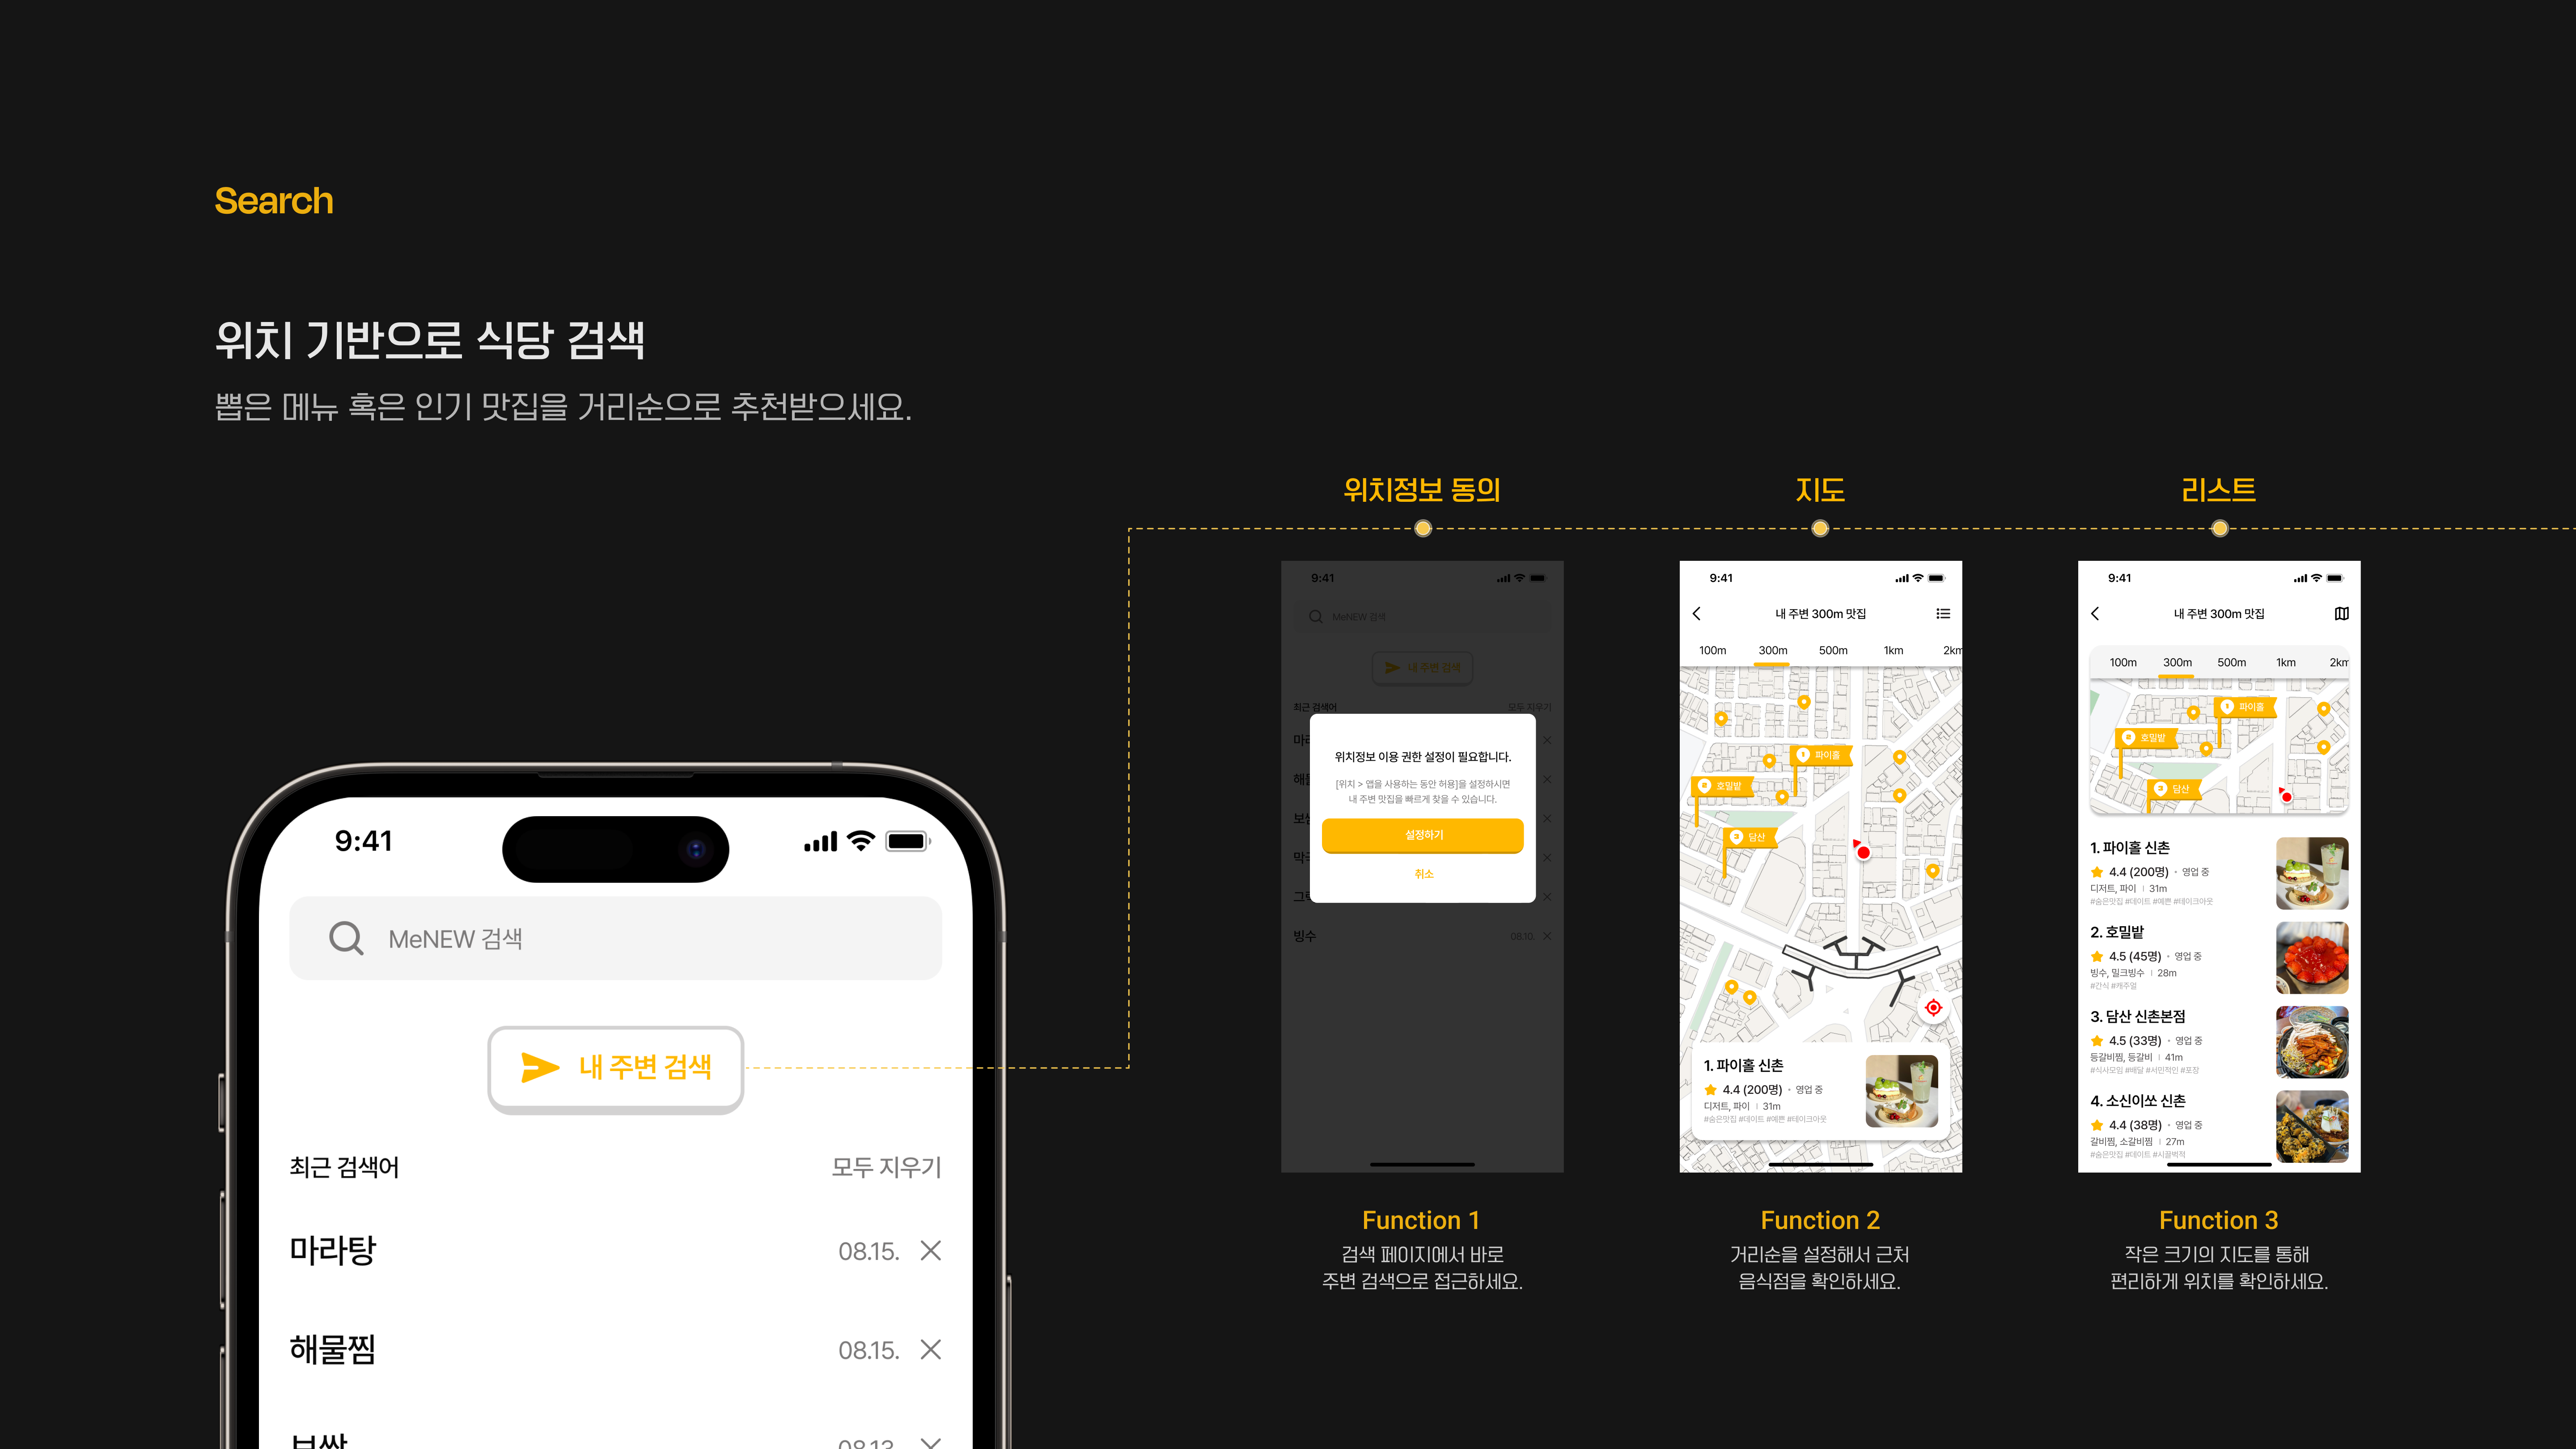 Search
위치 기반으로 식당 검색
뽑은 메뉴 혹은 인기 맛집을 거리순으로 추천받으세요.
9:41
MeNEW 검색
내 주변 검색
최근 검색어 모두 지우기
마라탕 08.15.
해물찜 08.15.
위치정보 동의
9:41
MeNEW 검색
내 주변 검색
최근 검색어 모두 지우기
위치정보 이용 권한 설정이 필요합니다.
[위치 > 앱을 사용하는 동안 허용]을 설정하시면
내 주변 맛집을 빠르게 찾을 수 있습니다.
설정하기
취소
빙수 08.10.
Function 1
검색 페이지에서 바로
주변 검색으로 접근하세요.
지도
9:41
내 주변 300m 맛집
100m 300m 500m 1km 2km
1 파이홀
2 호밀밭
3 담산
1. 파이홀 신촌
4.4 (200명) • 영업 중
디저트, 파이 | 31m
#숨은맛집 #데이트 #예쁜 #테이크아웃
Function 2
거리순을 설정해서 근처
음식점을 확인하세요.
리스트
9:41
내 주변 300m 맛집
100m 300m 500m 1km 2km
1 파이홀
2 호밀밭
3 담산
1. 파이홀 신촌
4.4 (200명) • 영업 중
디저트, 파이 | 31m
#숨은맛집 #데이트 #예쁜 #테이크아웃
2. 호밀밭
4.5 (45명) • 영업 중
빙수, 밀크빙수 | 28m
#간식 #캐주얼
3. 담산 신촌본점
4.5 (33명) • 영업 중
등갈비찜, 등갈비 | 41m
#식사모임 #배달 #서민적인 #포장
4. 소신이쏘 신촌
4.4 (38명) • 영업 중
갈비찜, 소갈비찜 | 27m
#숨은맛집 #데이트 #시끌벅적
Function 3
작은 크기의 지도를 통해
편리하게 위치를 확인하세요.